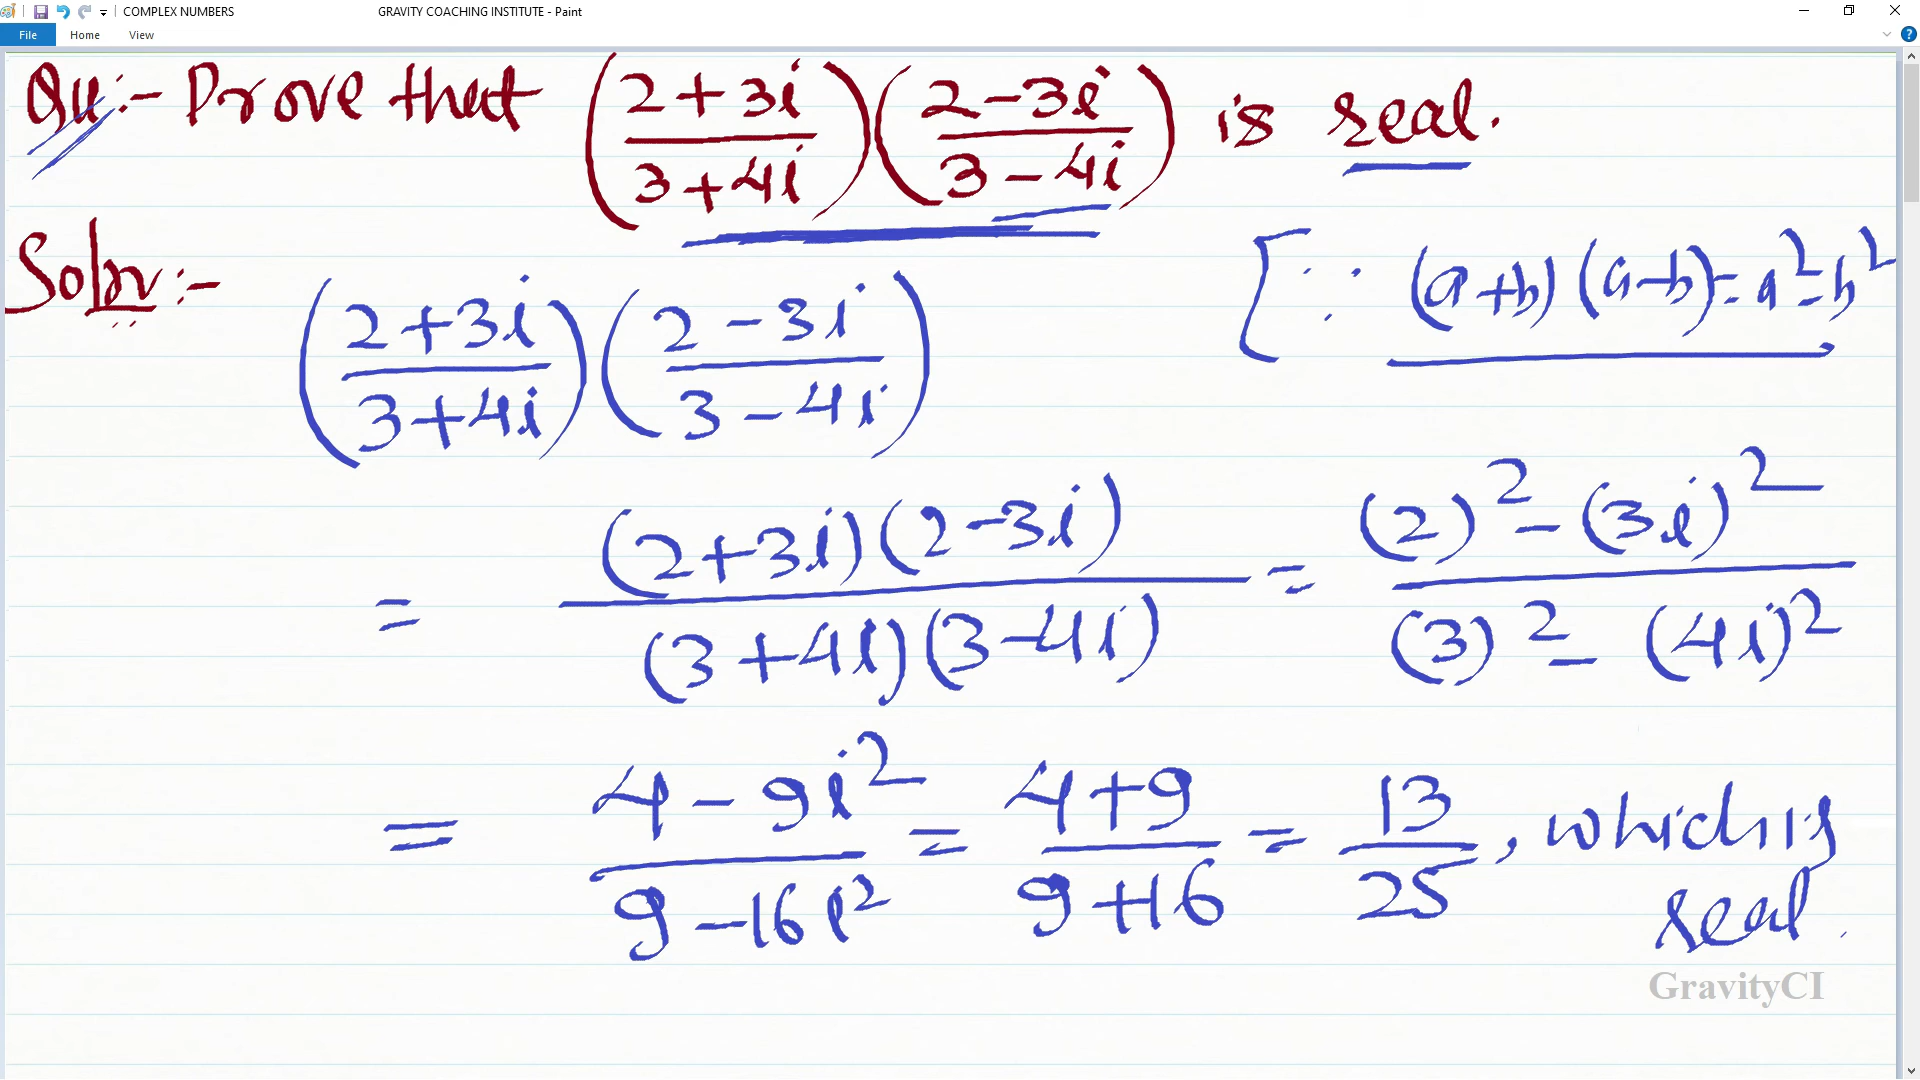 COMPLEX NUMBERS GRAVITY COACHING INSTITUTE - Paint
File Home View
Qu:- Prove that ((2+3i)/(3+4i)) ((2-3i)/(3-4i)) is real.
Soln:-
[∵ (a+b)(a-b)=a²-b²
((2+3i)/(3+4i)) ((2-3i)/(3-4i))
= ((2+3i)(2-3i))/((3+4i)(3-4i)) = ((2)²-(3i)²)/((3)²-(4i)²)
= (4-9i²)/(9-16i²) = (4+9)/(9+16) = 13/25, which is
real.
GravityCI